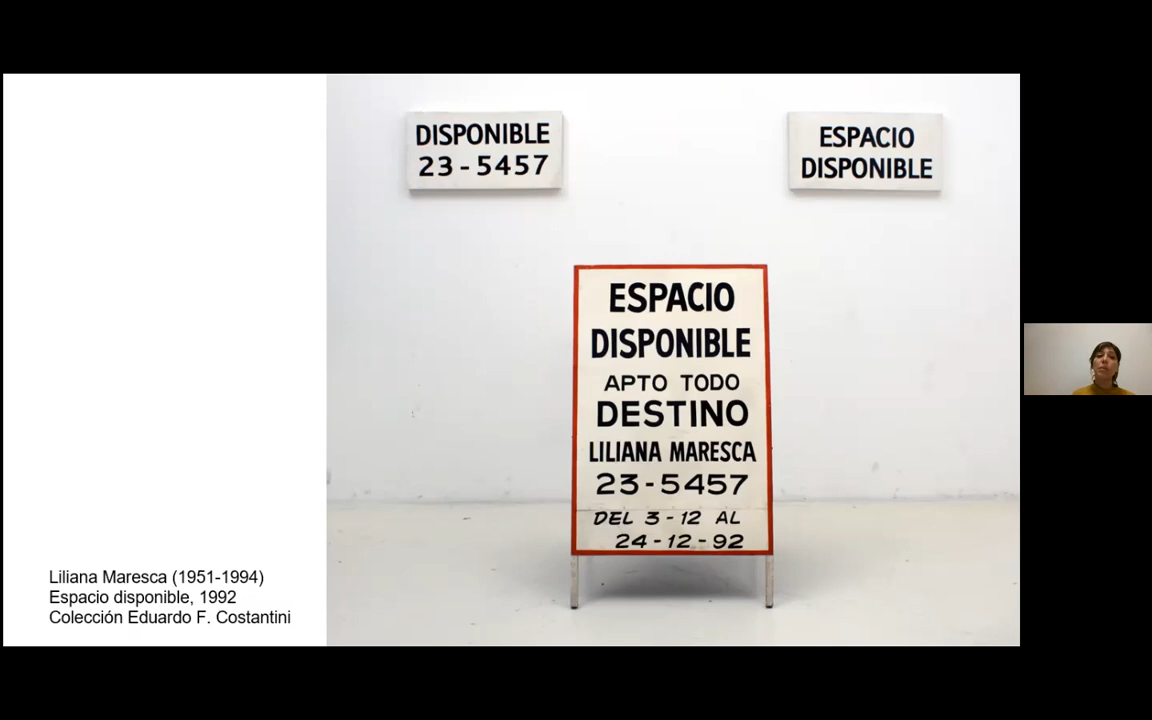 DISPONIBLE
23-5457
ESPACIO
DISPONIBLE
ESPACIO
DISPONIBLE
APTO TODO
DESTINO
LILIANA MARESCA
23-5457
DEL 3-12 AL
24-12-92
Liliana Maresca (1951-1994)
Espacio disponible, 1992
Colección Eduardo F. Costantini